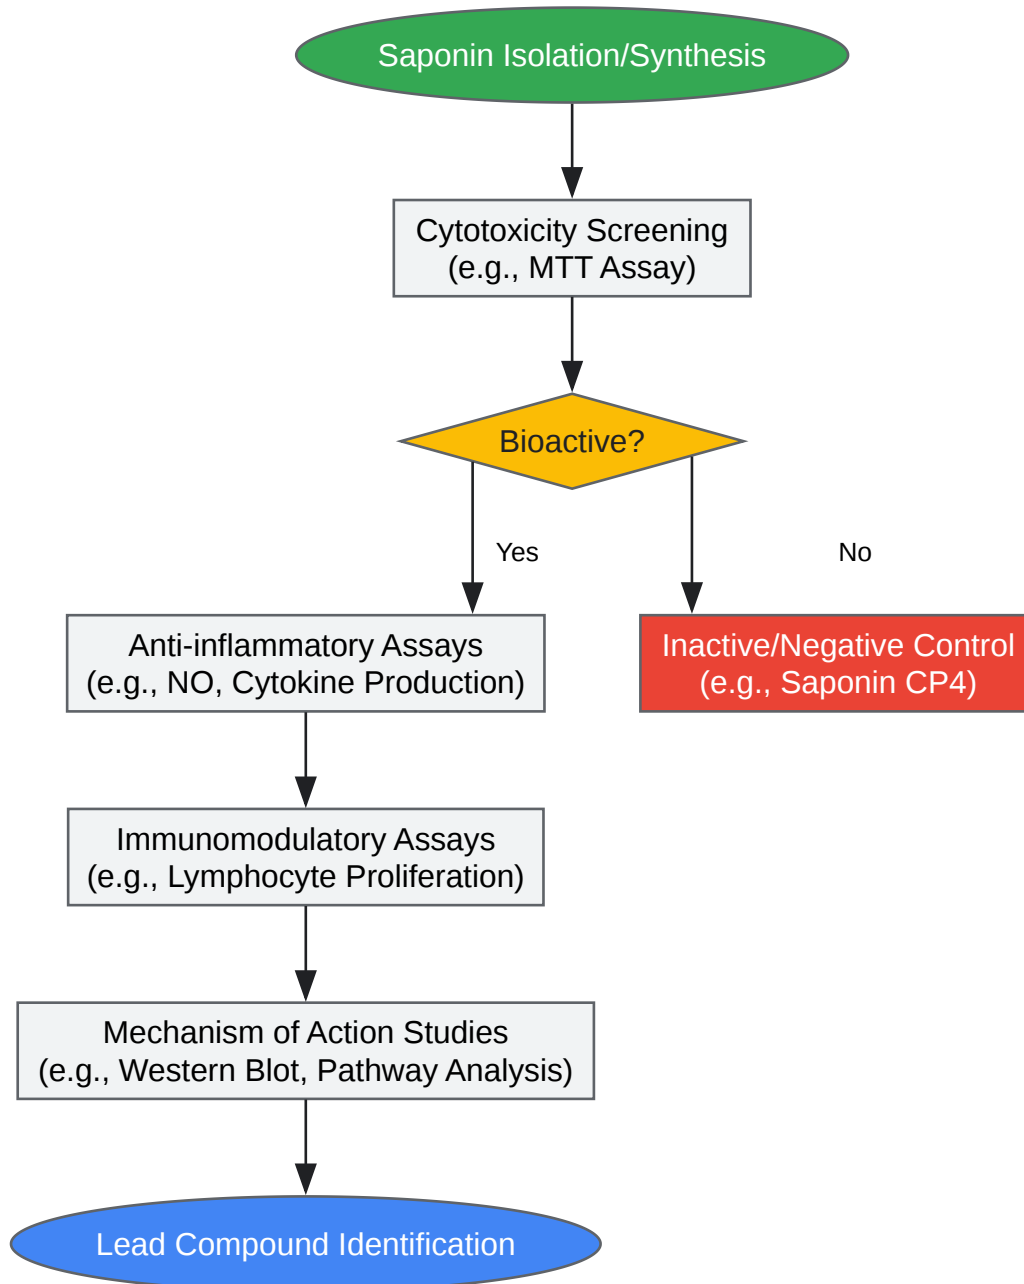 Saponin Isolation/Synthesis
Cytotoxicity Screening
(e.g., MTT Assay)
Bioactive?
Yes
No
Anti-inflammatory Assays
(e.g., NO, Cytokine Production)
Inactive/Negative Control
(e.g., Saponin CP4)
Immunomodulatory Assays
(e.g., Lymphocyte Proliferation)
Mechanism of Action Studies
(e.g., Western Blot, Pathway Analysis)
Lead Compound Identification